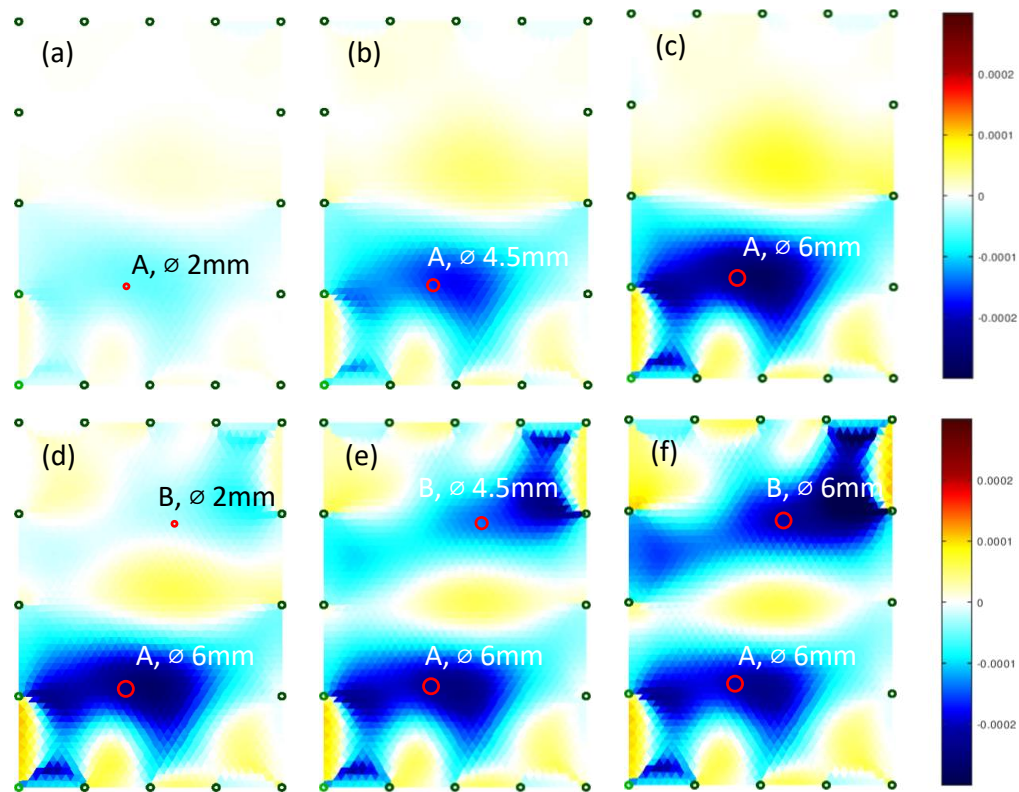 (a)
(b)
(c)
A, ⌀ 2mm
A, ⌀ 4.5mm
A, ⌀ 6mm
0.0002
0.0001
0
-0.0001
-0.0002
(d)
(e)
(f)
B, ⌀ 2mm
B, ⌀ 4.5mm
B, ⌀ 6mm
A, ⌀ 6mm
A, ⌀ 6mm
A, ⌀ 6mm
0.0002
0.0001
0
-0.0001
-0.0002